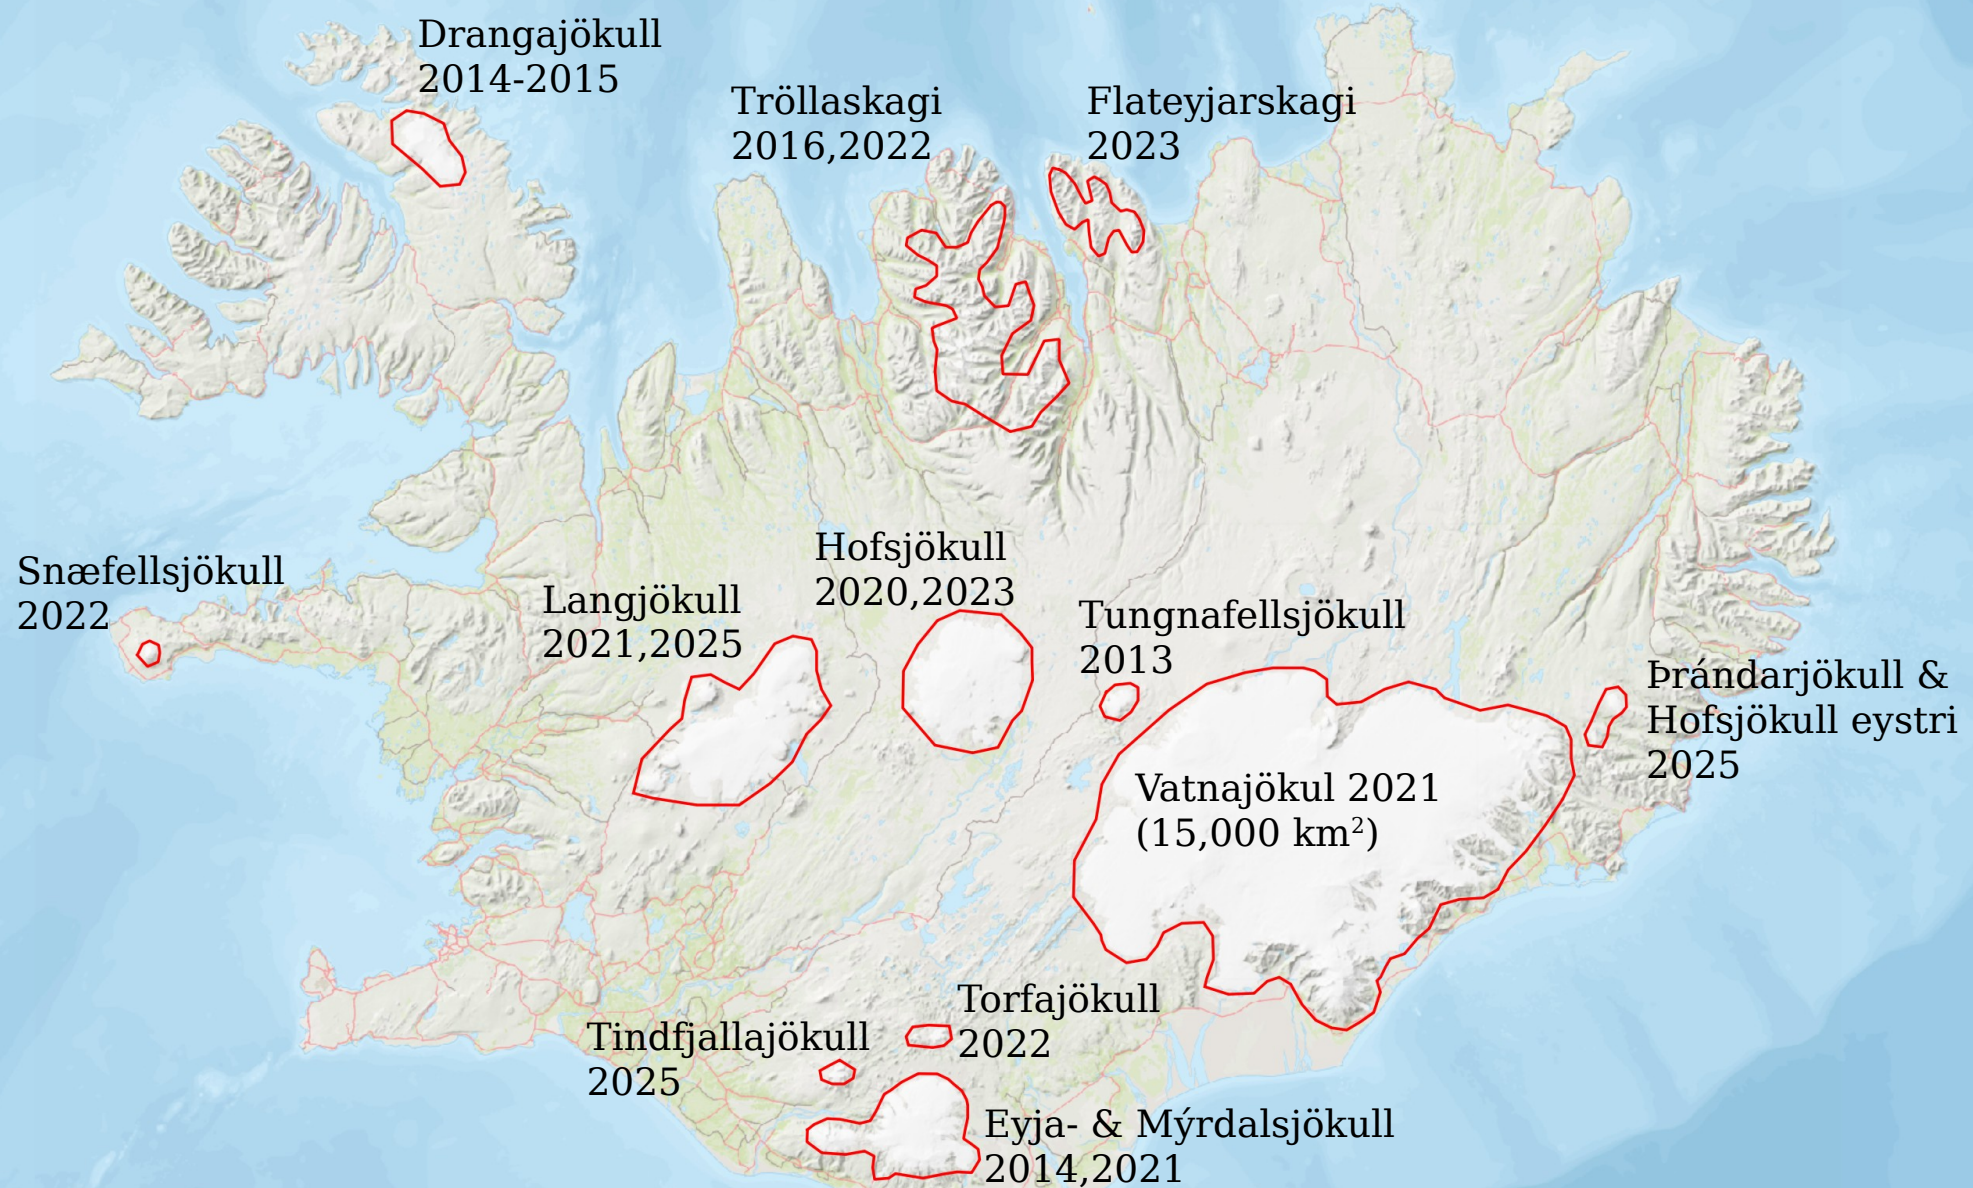 Drangajökull
2014-2015
Tröllaskagi
2016,2022
Flateyjarskagi
2023
Snæfellsjökull
2022
Langjökull
2021,2025
Hofsjökull
2020,2023
Tungnafellsjökull
2013
Þrándarjökull &
Hofsjökull eystri
2025
Vatnajökul 2021
(15,000 km²)
Torfajökull
2022
Tindfjallajökull
2025
Eyja- & Mýrdalsjökull
2014,2021